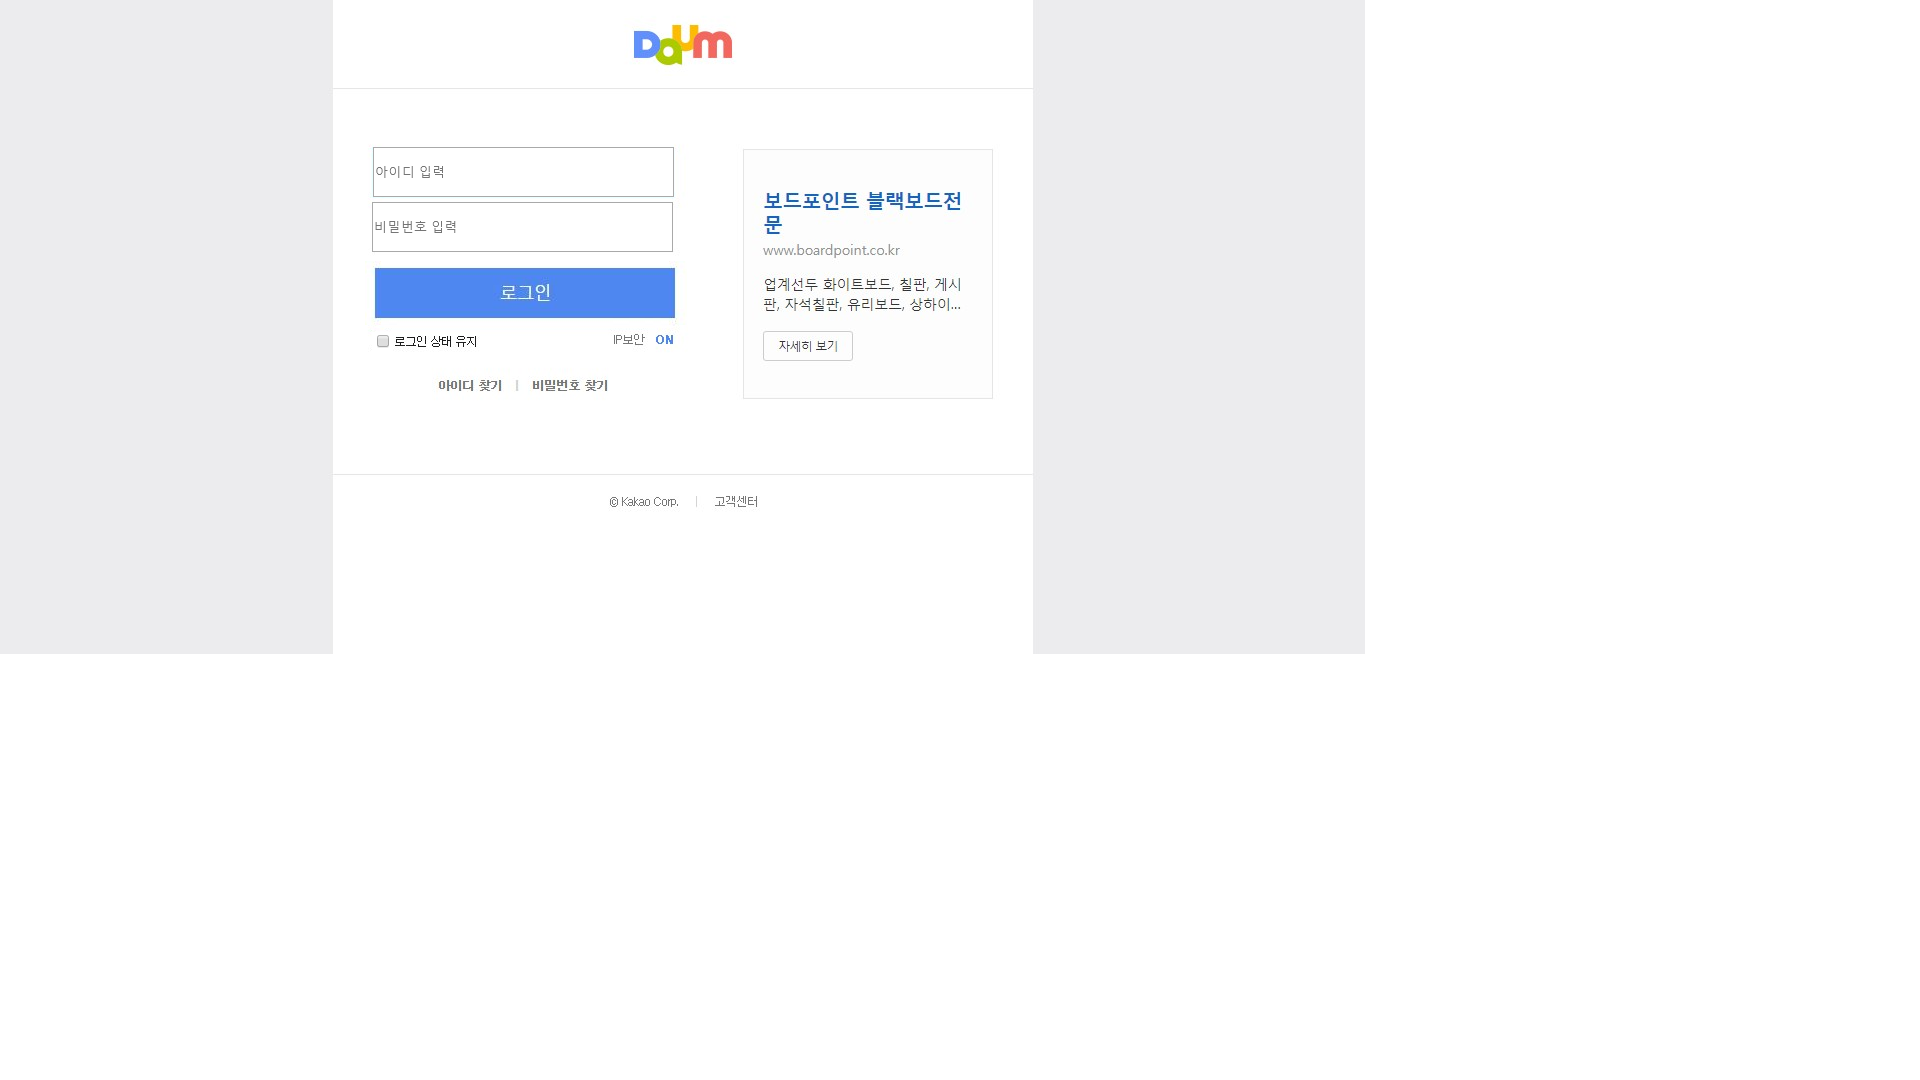 Daum
아이디 입력
비밀번호 입력
로그인
로그인 상태 유지
IP보안 ON
아이디 찾기 | 비밀번호 찾기
보드포인트 블랙보드전
문
www.boardpoint.co.kr
업계선두 화이트보드, 칠판, 게시
판, 자석칠판, 유리보드, 상하이...
자세히 보기
© Kakao Corp. | 고객센터